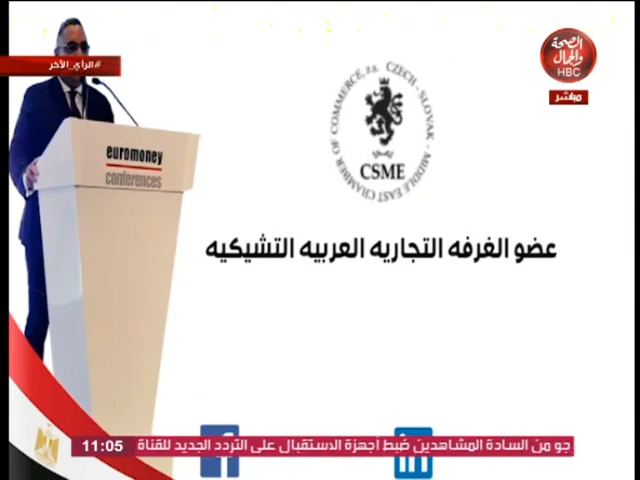 #الرأي_الآخر
الصحة
والجمال
HBC
مباشر
euromoney
conferences
CZECH - SLOVAK - MIDDLE EAST CHAMBER OF COMMERCE, z.s.
CSME
عضو الغرفه التجاريه العربيه التشيكيه
جو من السادة المشاهدين ضبط أجهزة الاستقبال على التردد الجديد للقناة
11:05